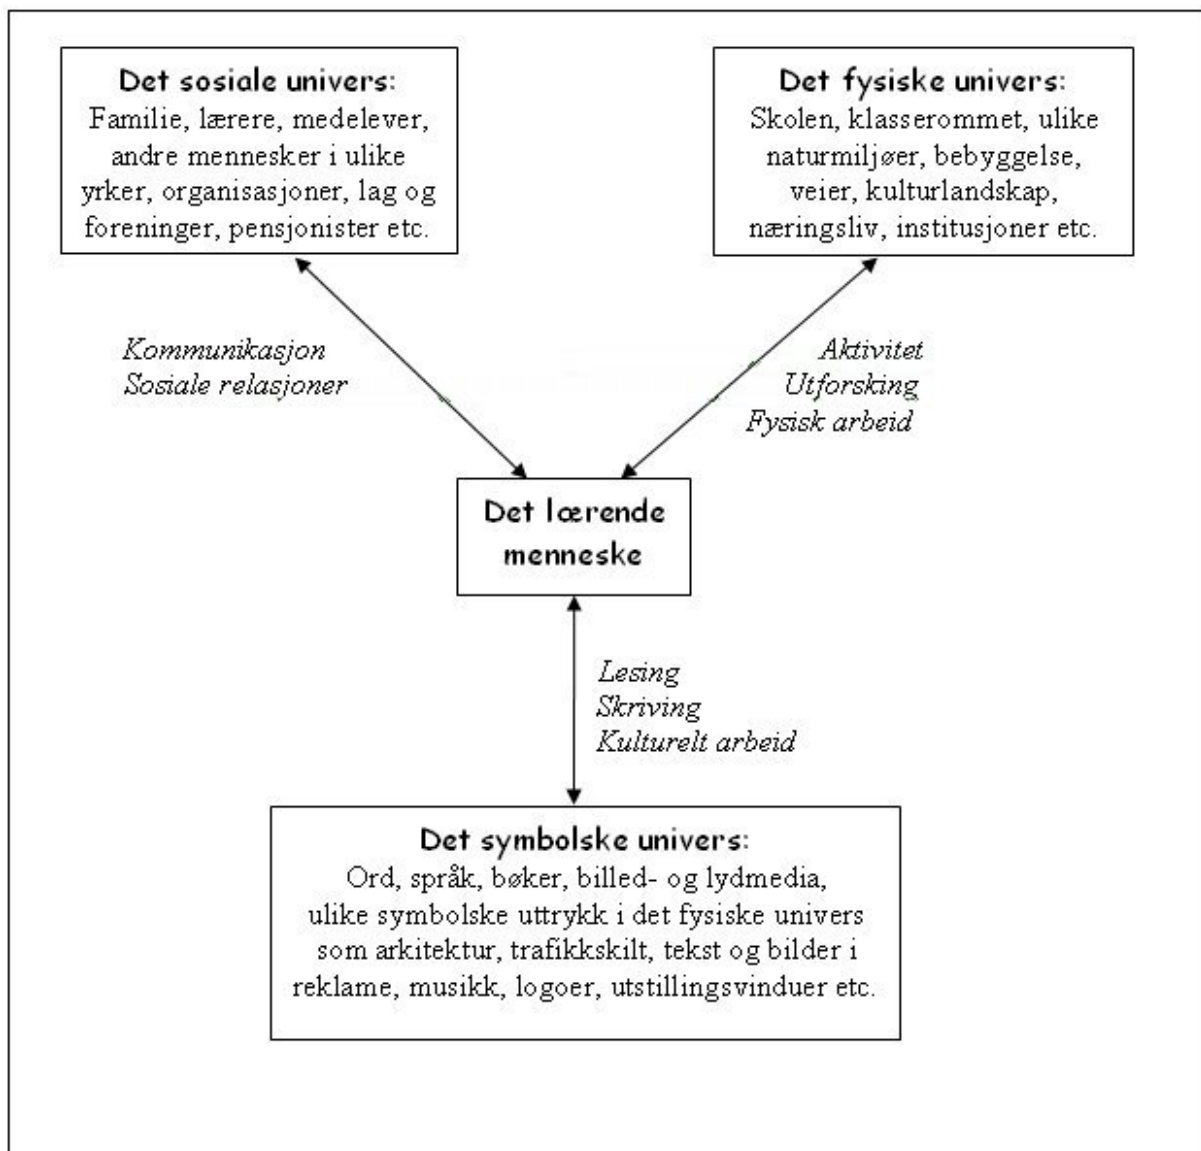 Det sosiale univers:
Familie, lærere, medelever,
andre mennesker i ulike
yrker, organisasjoner, lag og
foreninger, pensjonister etc.
Det fysiske univers:
Skolen, klasserommet, ulike
naturmiljøer, bebyggelse,
veier, kulturlandskap,
næringsliv, institusjoner etc.
Kommunikasjon
Sosiale relasjoner
Aktivitet
Utforsking
Fysisk arbeid
Det lærende
menneske
Lesing
Skriving
Kulturelt arbeid
Det symbolske univers:
Ord, språk, bøker, billed- og lydmedia,
ulike symbolske uttrykk i det fysiske univers
som arkitektur, trafikkskilt, tekst og bilder i
reklame, musikk, logoer, utstillingsvinduer etc.